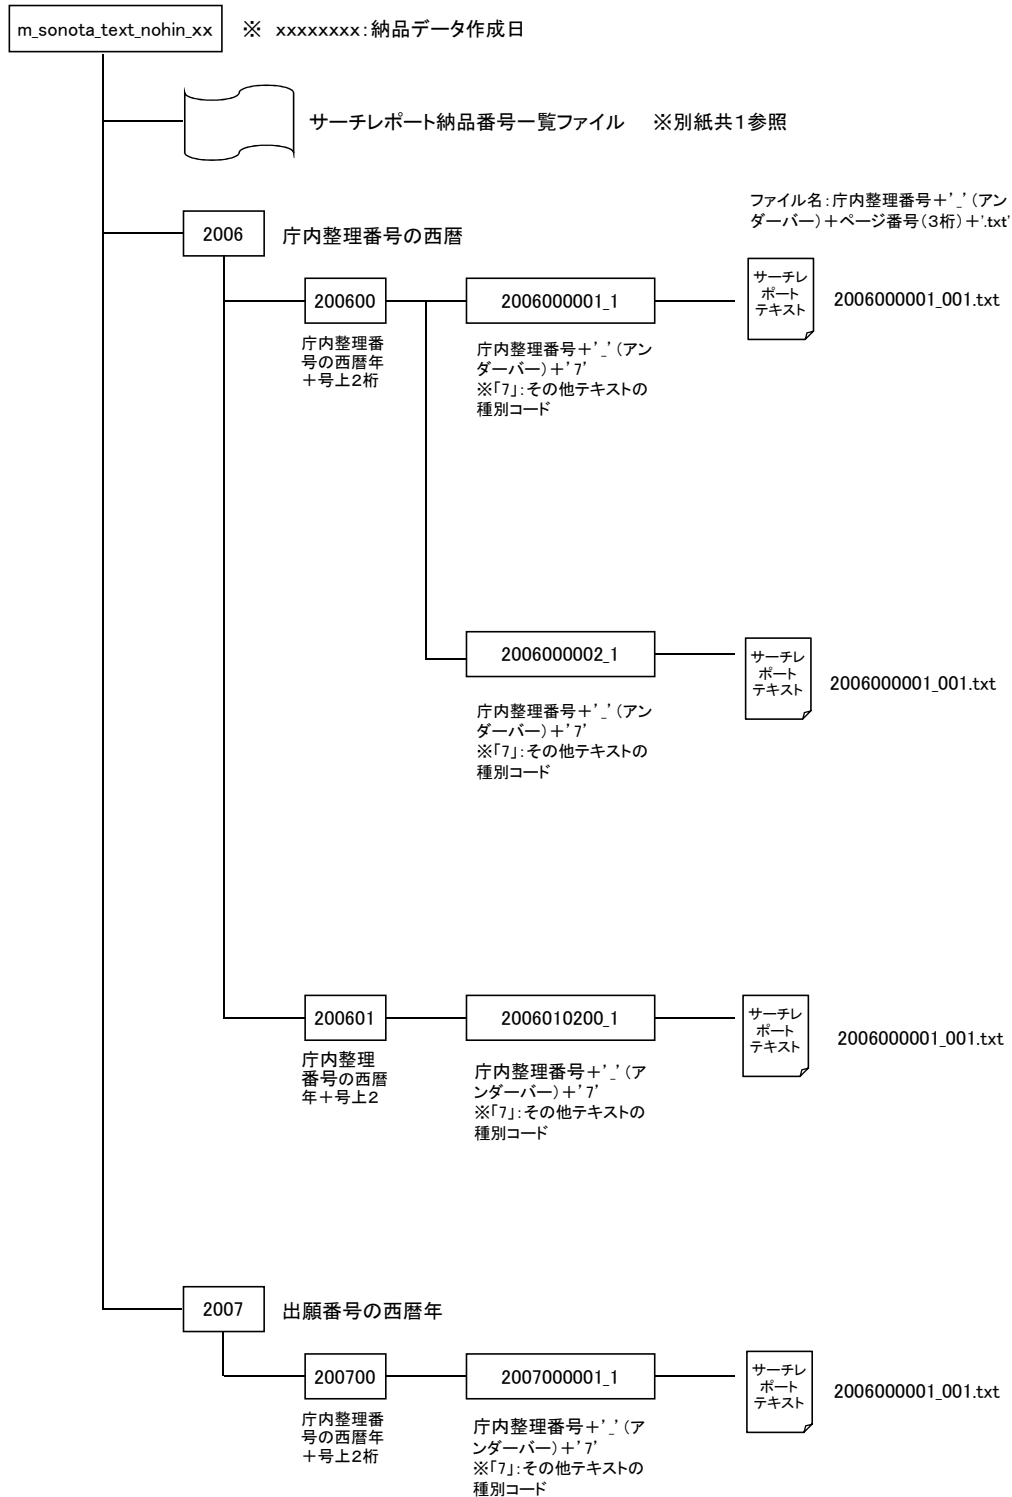 m_sonota_text_nohin_xx ※ xxxxxxxx：納品データ作成日
サーチレポート納品番号一覧ファイル ※別紙共１参照
ファイル名：庁内整理番号＋’_’（アン
ダーバー）＋ページ番号（３桁）＋'.txt'
2006 庁内整理番号の西暦
200600
庁内整理番
号の西暦年
＋号上２桁
2006000001_1
庁内整理番号＋’_’（アン
ダーバー）＋’7’
※「7」：その他テキストの
種別コード
サーチレ
ポート
テキスト
2006000001_001.txt
2006000002_1
庁内整理番号＋’_’（アン
ダーバー）＋’7’
※「7」：その他テキストの
種別コード
サーチレ
ポート
テキスト
2006000001_001.txt
200601
庁内整理
番号の西暦
年＋号上２
2006010200_1
庁内整理番号＋’_’（ア
ンダーバー）＋’7’
※「7」：その他テキストの
種別コード
サーチレ
ポート
テキスト
2006000001_001.txt
2007 出願番号の西暦年
200700
庁内整理番
号の西暦年
＋号上２桁
2007000001_1
庁内整理番号＋’_’（ア
ンダーバー）＋’7’
※「7」：その他テキストの
種別コード
サーチレ
ポート
テキスト
2006000001_001.txt